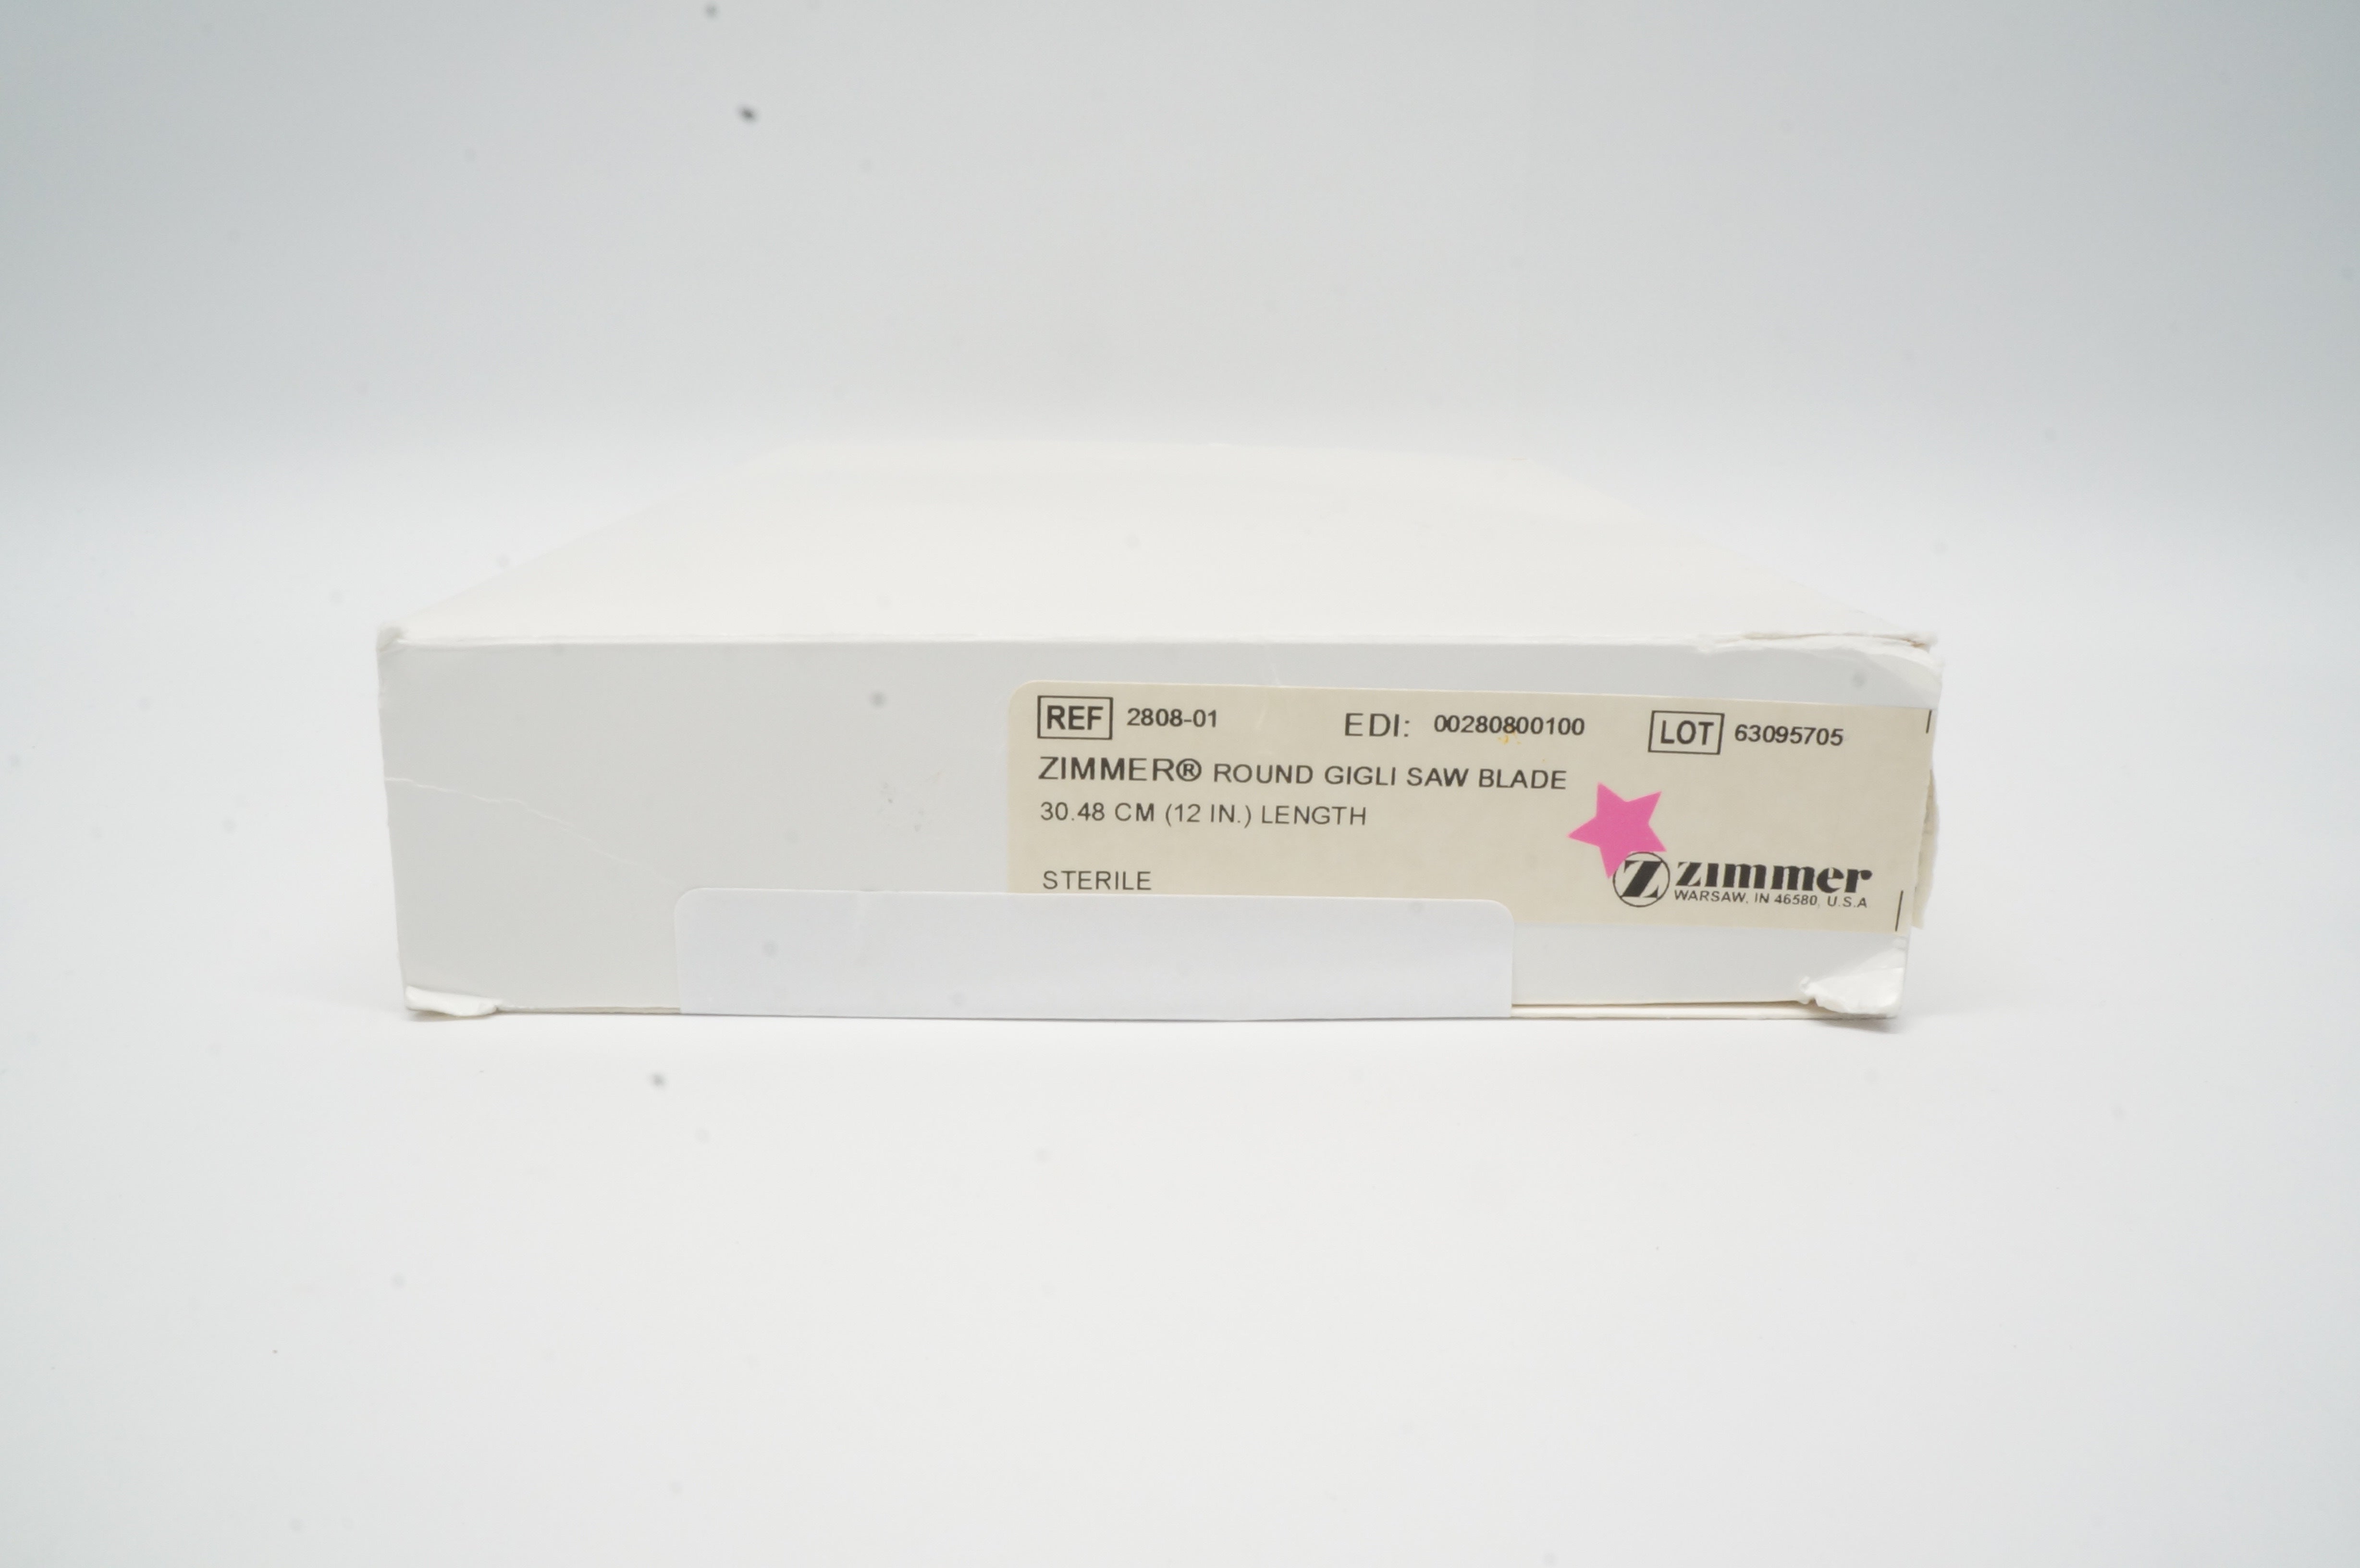 REF 2808-01 EDI: 00280800100 LOT 63095705
ZIMMER® ROUND GIGLI SAW BLADE
30.48 CM (12 IN.) LENGTH
STERILE
Z zimmer
WARSAW, IN 46580, U.S.A